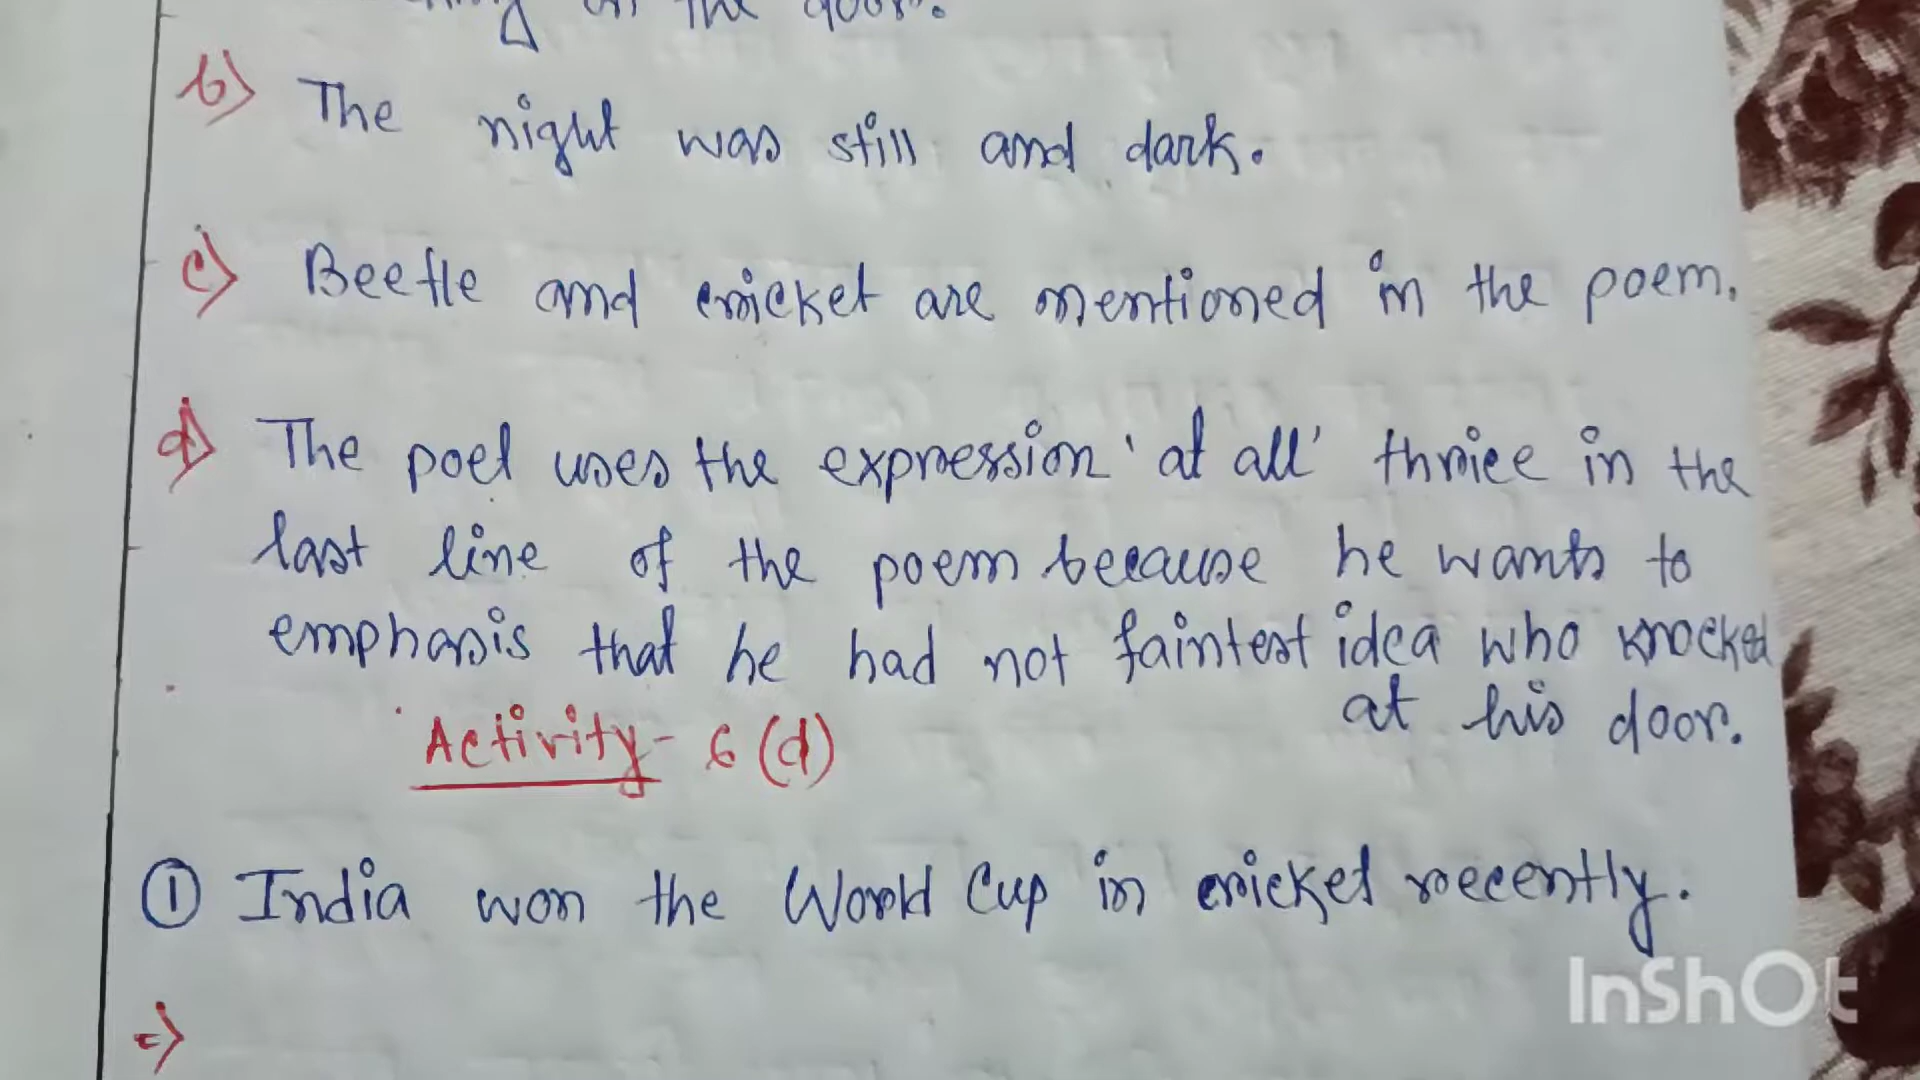 on the door.
b) The night was still and dark.
c) Beetle and cricket are mentioned in the poem.
d) The poet uses the expression 'at all' thrice in the
last line of the poem because he wants to
emphasis that he had not faintest idea who knocked
at his door.
Activity - 6 (d)
① India won the World Cup in cricket recently.
=>
InShOt